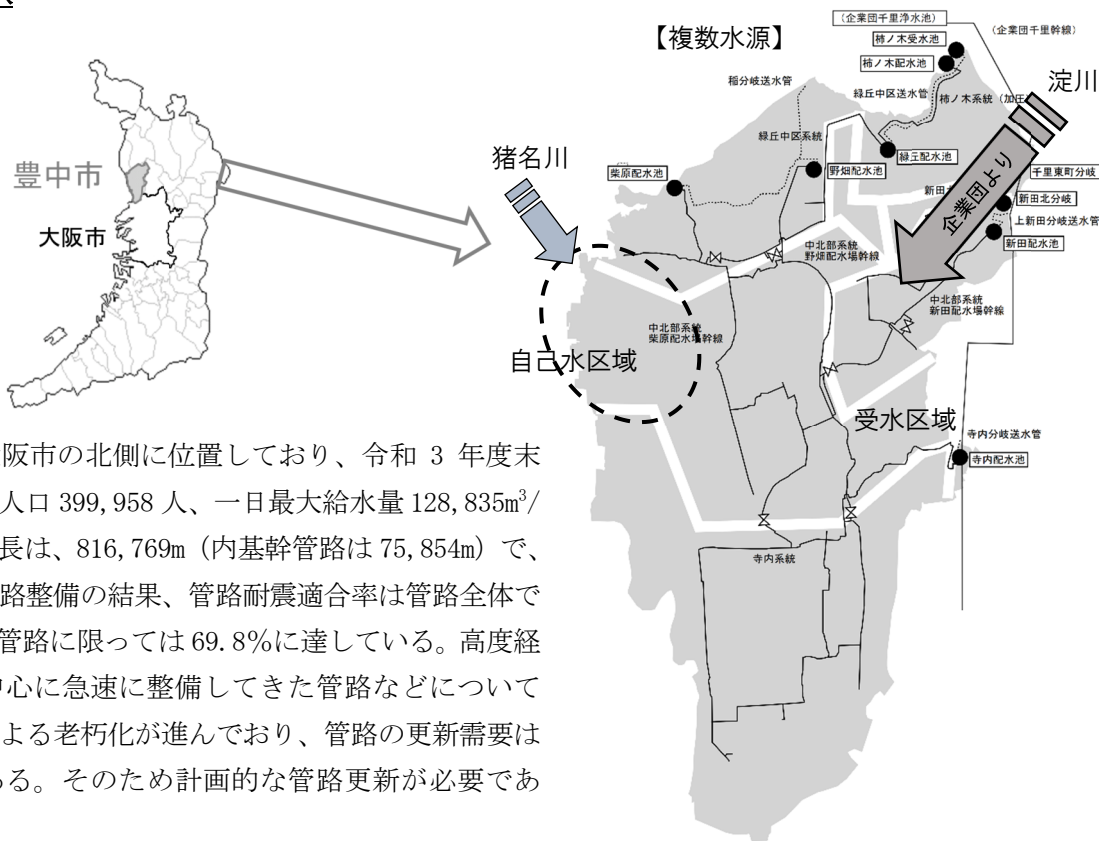 【複数水源】
(企業団千里浄水池)
(企業団千里幹線)
柿ノ木受水池
柿ノ木配水池
淀川
稲分岐送水管
緑丘中区送水管
柿ノ木系統(加圧
緑丘中区系統
猪名川
緑丘配水池
豊中市
柴原配水池
野畑配水池
企業団より
千里東町分岐
新田北分岐
大阪市
上新田分岐送水管
新田配水池
中北部系統
野畑配水場幹線
中北部系統
新田配水場幹線
中北部系統
柴原配水場幹線
自己水区域
受水区域
寺内分岐送水管
寺内配水池
寺内系統
阪市の北側に位置しており、令和 3 年度末
人口 399,958 人、一日最大給水量 128,835m³/
長は、816,769m(内基幹管路は 75,854m)で、
路整備の結果、管路耐震適合率は管路全体で
管路に限っては 69.8%に達している。高度経
心に急速に整備してきた管路などについて
よる老朽化が進んでおり、管路の更新需要は
る。そのため計画的な管路更新が必要であ